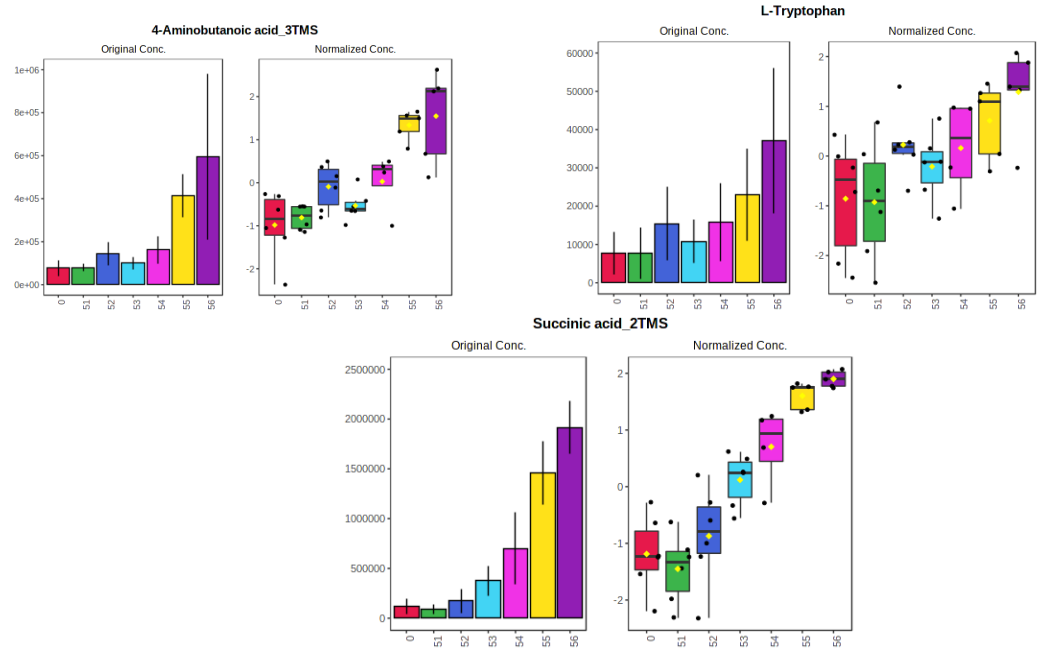 4-Aminobutanoic acid_3TMS
Original Conc.
Normalized Conc.
1e+06
8e+05
6e+05
4e+05
2e+05
0e+00
0 51 52 53 54 55 56
2
1
0
-1
-2
0 51 52 53 54 55 56
L-Tryptophan
Original Conc.
Normalized Conc.
60000
50000
40000
30000
20000
10000
0
0 51 52 53 54 55 56
2
1
0
-1
-2
0 51 52 53 54 55 56
Succinic acid_2TMS
Original Conc.
Normalized Conc.
2500000
2000000
1500000
1000000
500000
0
0 51 52 53 54 55 56
2
1
0
-1
-2
0 51 52 53 54 55 56